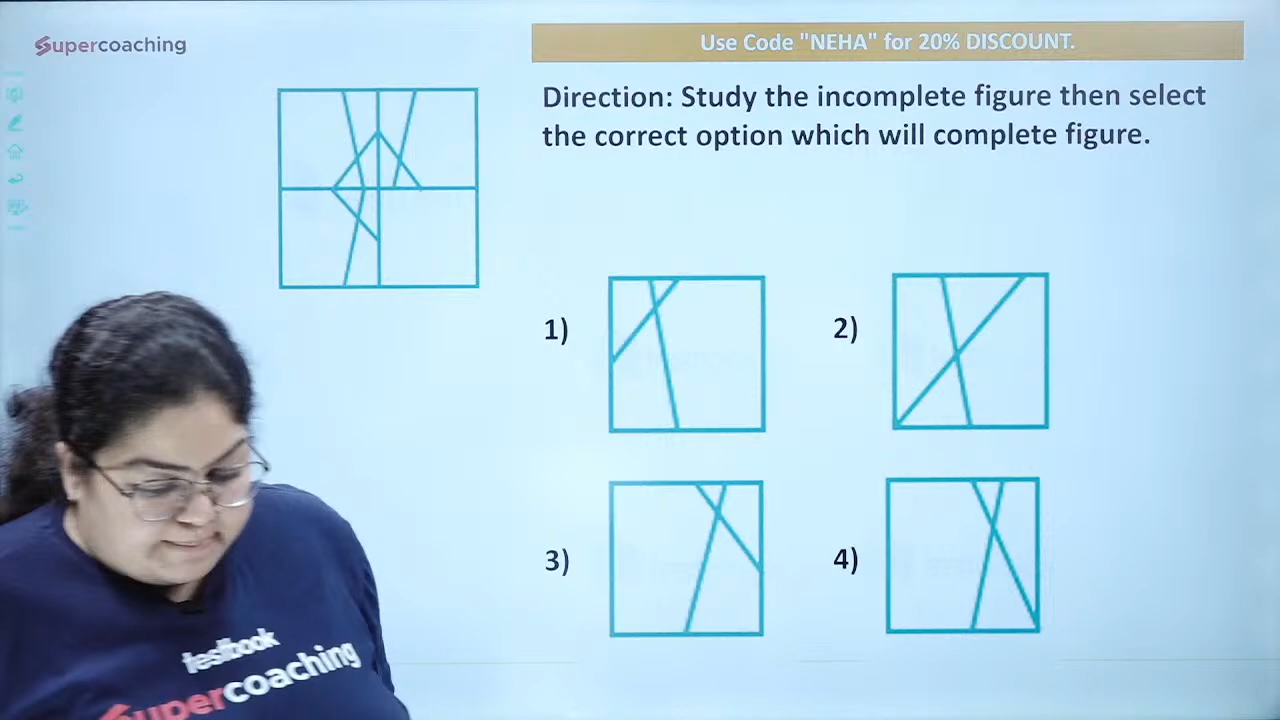 Supercoaching
Use Code "NEHA" for 20% DISCOUNT.
Direction: Study the incomplete figure then select
the correct option which will complete figure.
1)
2)
3)
4)
testbook
Supercoaching